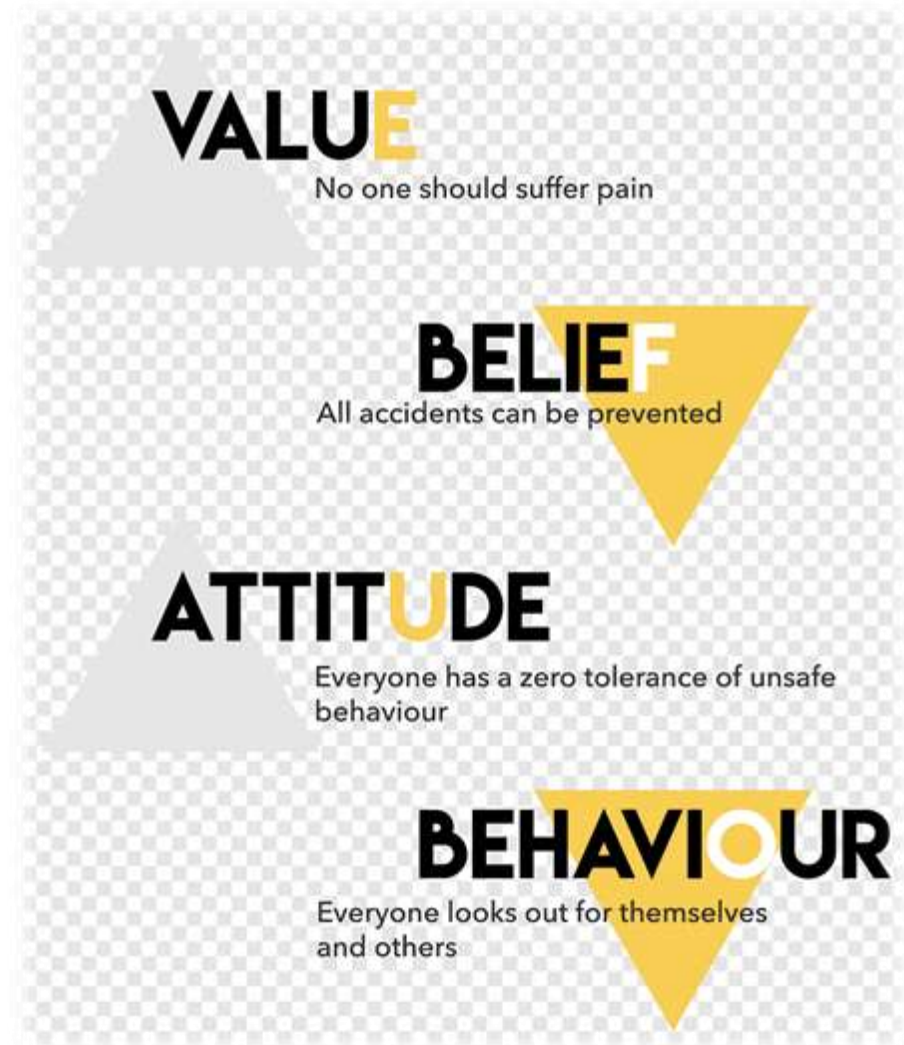 VALUE
No one should suffer pain
BELIEF
All accidents can be prevented
ATTITUDE
Everyone has a zero tolerance of unsafe
behaviour
BEHAVIOUR
Everyone looks out for themselves
and others